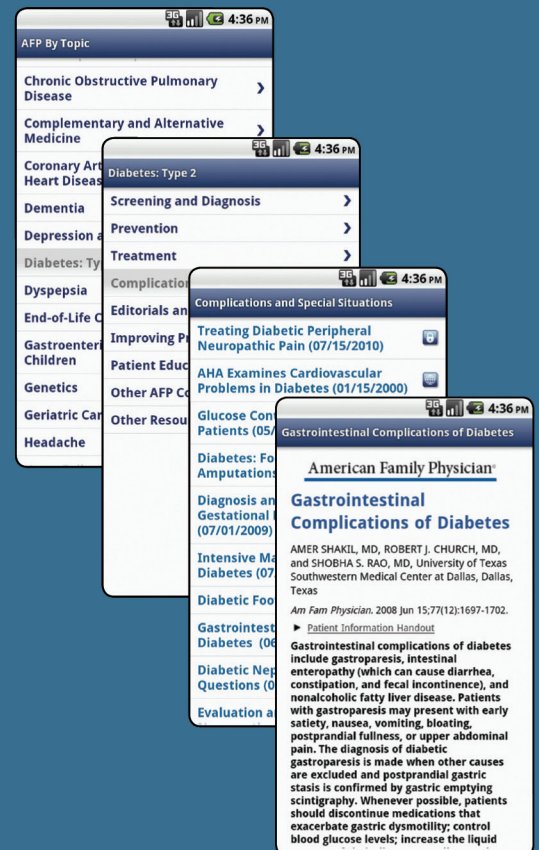 4:36 PM
AFP By Topic
Chronic Obstructive Pulmonary
Disease
Complementary and Alternative
Medicine
Coronary Art
Heart Diseas
Dementia
Depression a
Diabetes: Ty
Dyspepsia
End-of-Life C
Gastroenteri
Children
Genetics
Geriatric Car
Headache
3G 4:36 PM
Diabetes: Type 2
Screening and Diagnosis
Prevention
Treatment
Complication
Editorials an
Improving Pr
Patient Educ
Other AFP Co
Other Resou
3G 4:36 PM
Complications and Special Situations
Treating Diabetic Peripheral
Neuropathic Pain (07/15/2010)
AHA Examines Cardiovascular
Problems in Diabetes (01/15/2000)
Glucose Cont
Patients (05/
Diabetes: Fo
Amputations
Diagnosis an
Gestational
(07/01/2009)
Intensive Ma
Diabetes (07
Diabetic Foo
Gastrointest
Diabetes (06
Diabetic Nep
Questions (0
Evaluation a
3G 4:36 PM
Gastrointestinal Complications of Diabetes
American Family Physician®
Gastrointestinal
Complications of Diabetes
AMER SHAKIL, MD, ROBERT J. CHURCH, MD,
and SHOBHA S. RAO, MD, University of Texas
Southwestern Medical Center at Dallas, Dallas,
Texas
Am Fam Physician. 2008 Jun 15;77(12):1697-1702.
Patient Information Handout
Gastrointestinal complications of diabetes
include gastroparesis, intestinal
enteropathy (which can cause diarrhea,
constipation, and fecal incontinence), and
nonalcoholic fatty liver disease. Patients
with gastroparesis may present with early
satiety, nausea, vomiting, bloating,
postprandial fullness, or upper abdominal
pain. The diagnosis of diabetic
gastroparesis is made when other causes
are excluded and postprandial gastric
stasis is confirmed by gastric emptying
scintigraphy. Whenever possible, patients
should discontinue medications that
exacerbate gastric dysmotility; control
blood glucose levels; increase the liquid